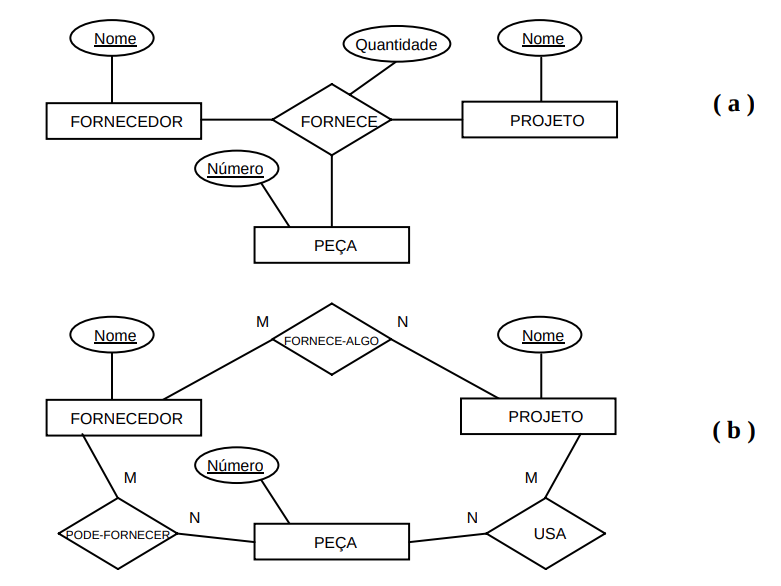 Nome
Quantidade
Nome
( a )
FORNECEDOR
FORNECE
PROJETO
Número
PEÇA
M
N
Nome
FORNECE-ALGO
Nome
FORNECEDOR
PROJETO
( b )
M
Número
M
N
N
PODE-FORNECER
PEÇA
USA